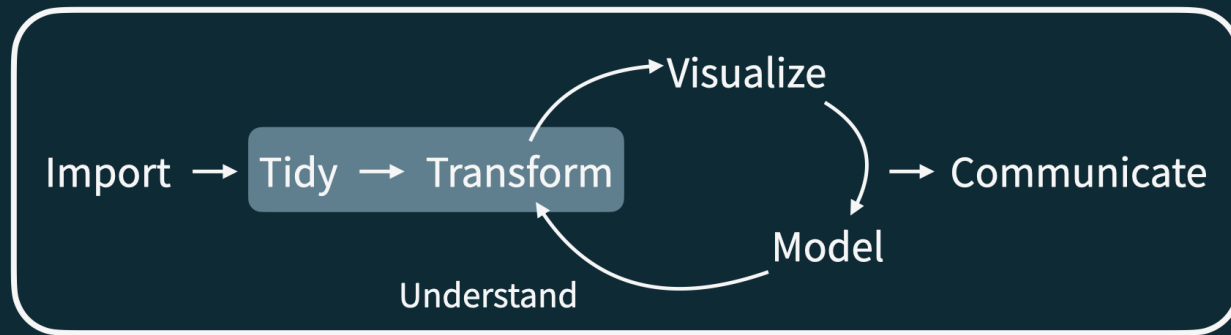 Import
Tidy
Transform
Visualize
Model
Understand
Communicate